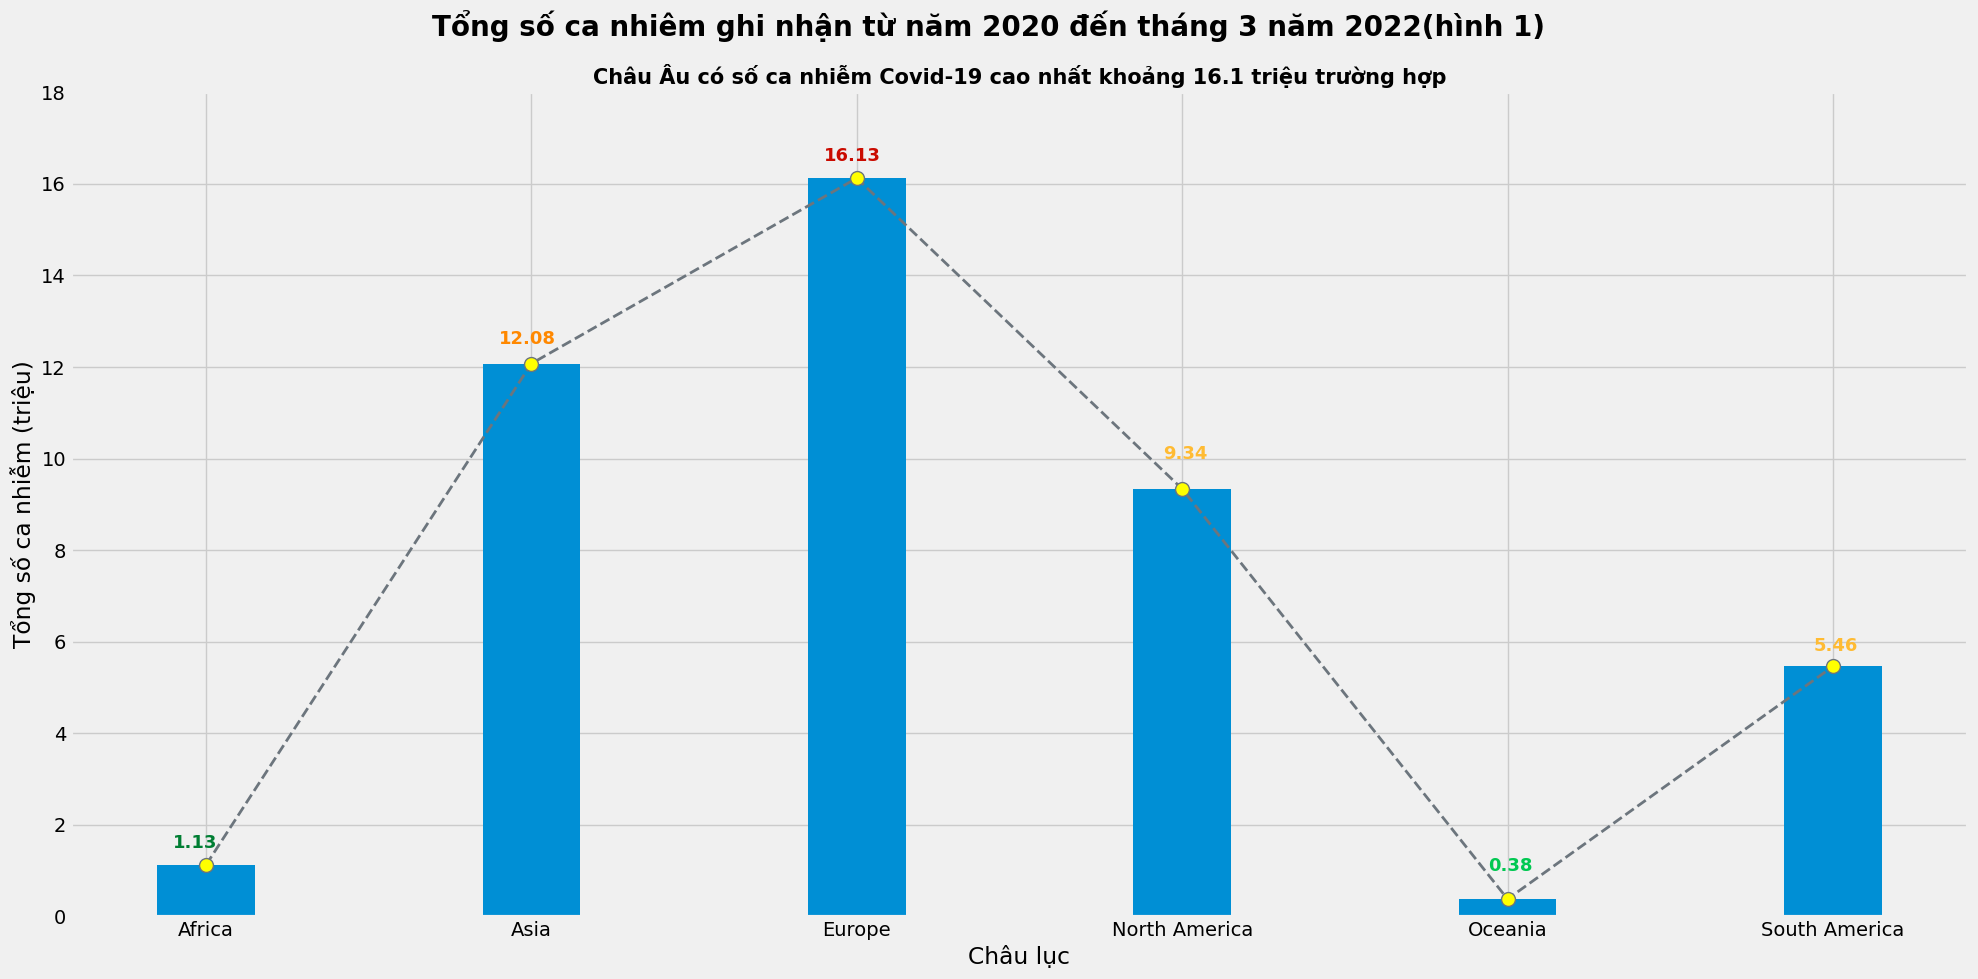 Tổng số ca nhiêm ghi nhận từ năm 2020 đến tháng 3 năm 2022(hình 1)
Châu Âu có số ca nhiễm Covid-19 cao nhất khoảng 16.1 triệu trường hợp
Tổng số ca nhiễm (triệu)
18
16
14
12
10
8
6
4
2
0
1.13
12.08
16.13
9.34
0.38
5.46
Africa
Asia
Europe
North America
Oceania
South America
Châu lục